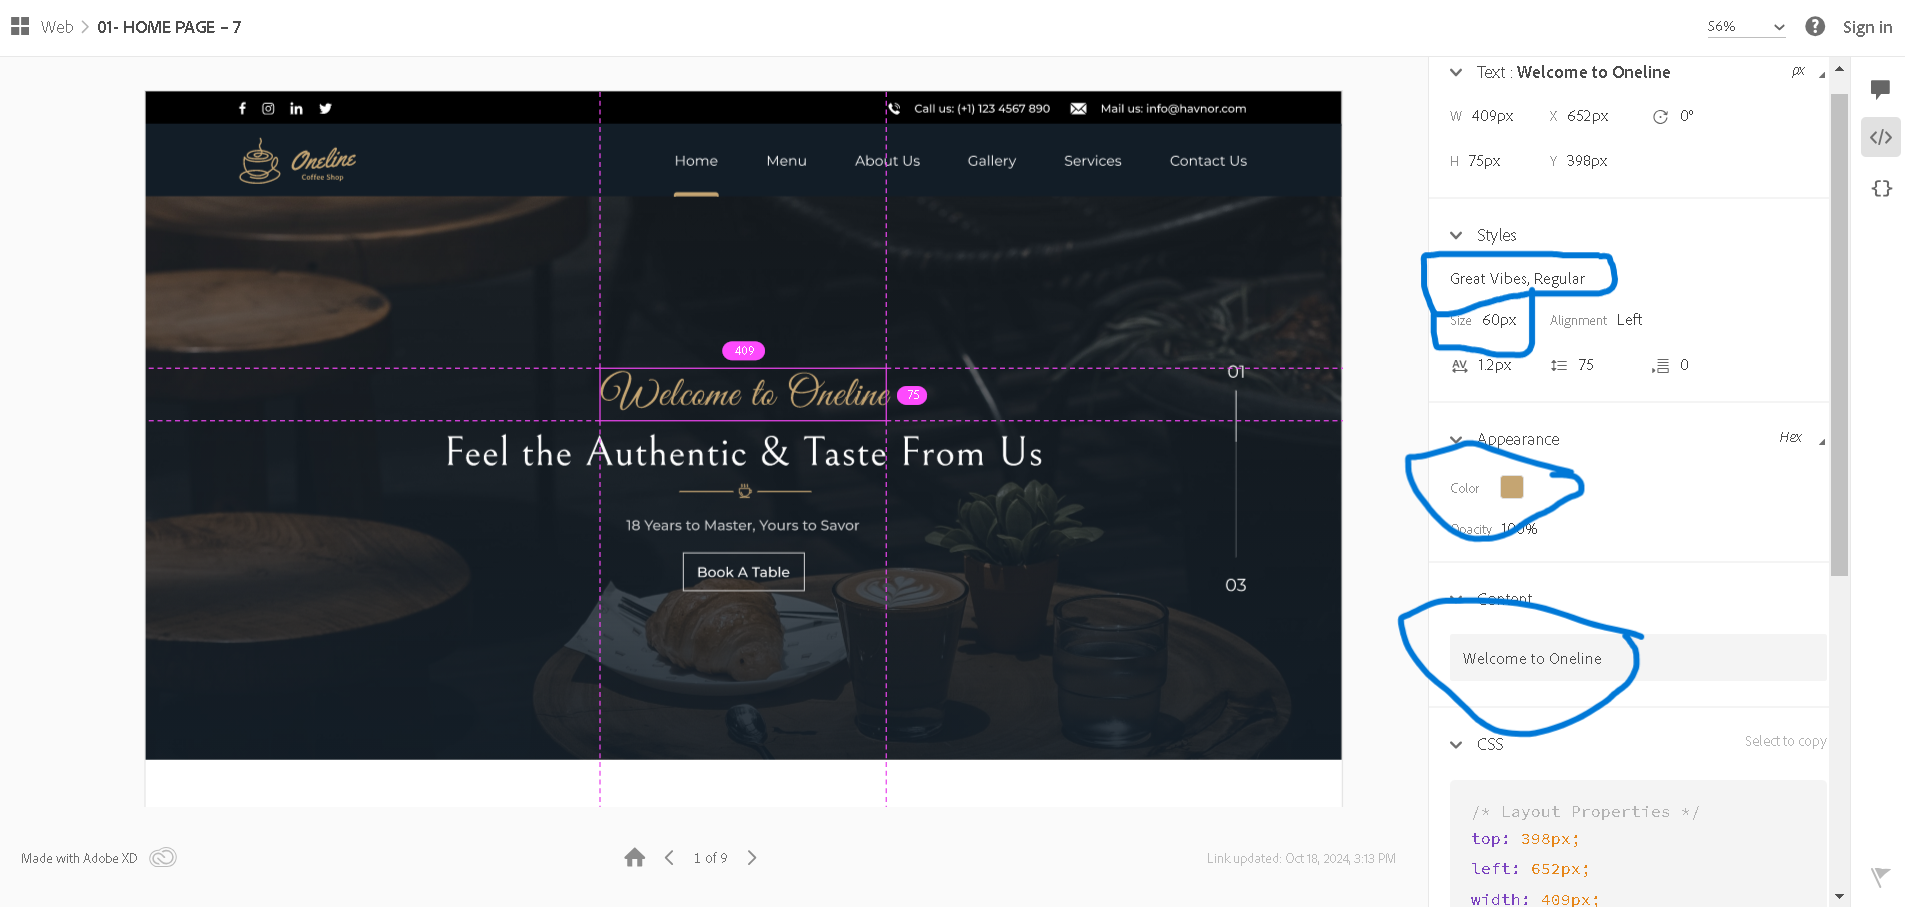 Web 01- HOME PAGE – 7
56%
Sign in
Call us: (+1) 123 4567 890 Mail us: info@havnor.com
Oneline
Coffee Shop
Home Menu About Us Gallery Services Contact Us
409
Welcome to Oneline
75
Feel the Authentic & Taste From Us
18 Years to Master, Yours to Savor
Book A Table
01
03
Made with Adobe XD
1 of 9
Link updated: Oct 18, 2024, 3:13 PM
Text : Welcome to Oneline px
W 409px X 652px 0°
H 75px Y 398px
Styles
Great Vibes, Regular
Size 60px Alignment Left
AV 1.2px 75 0
Appearance Hex
Color
Opacity 100%
Content
Welcome to Oneline
CSS Select to copy
/* Layout Properties */
top: 398px;
left: 652px;
width: 409px;